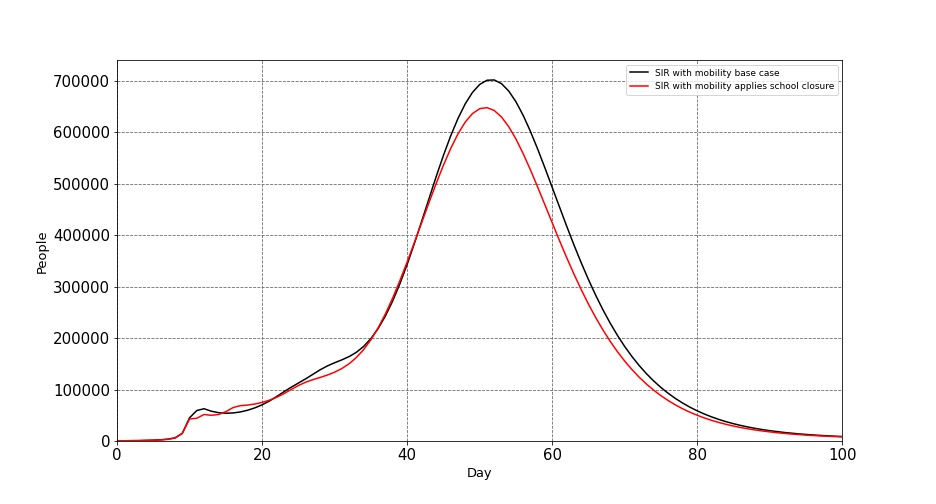 SIR with mobility base case
SIR with mobility applies school closure
700000
600000
500000
400000
300000
200000
100000
0
People
0 20 40 60 80 100
Day